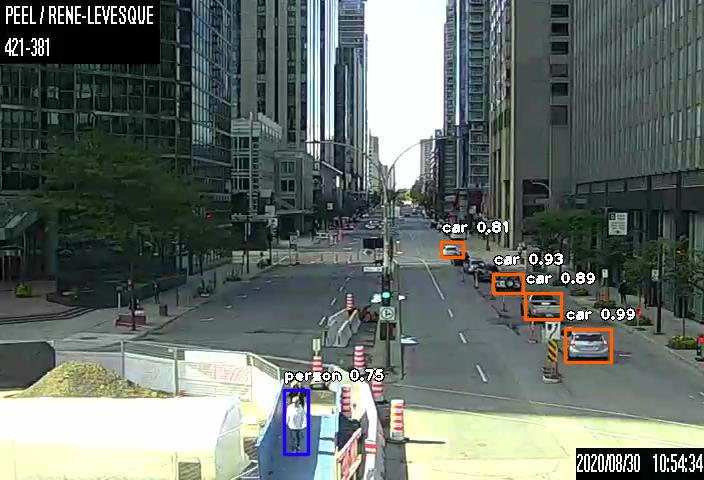 PEEL / RENE-LEVESQUE
421-381
car 0.81
car 0.93
car 0.89
car 0.99
person 0.75
2020/08/30 10:54:34